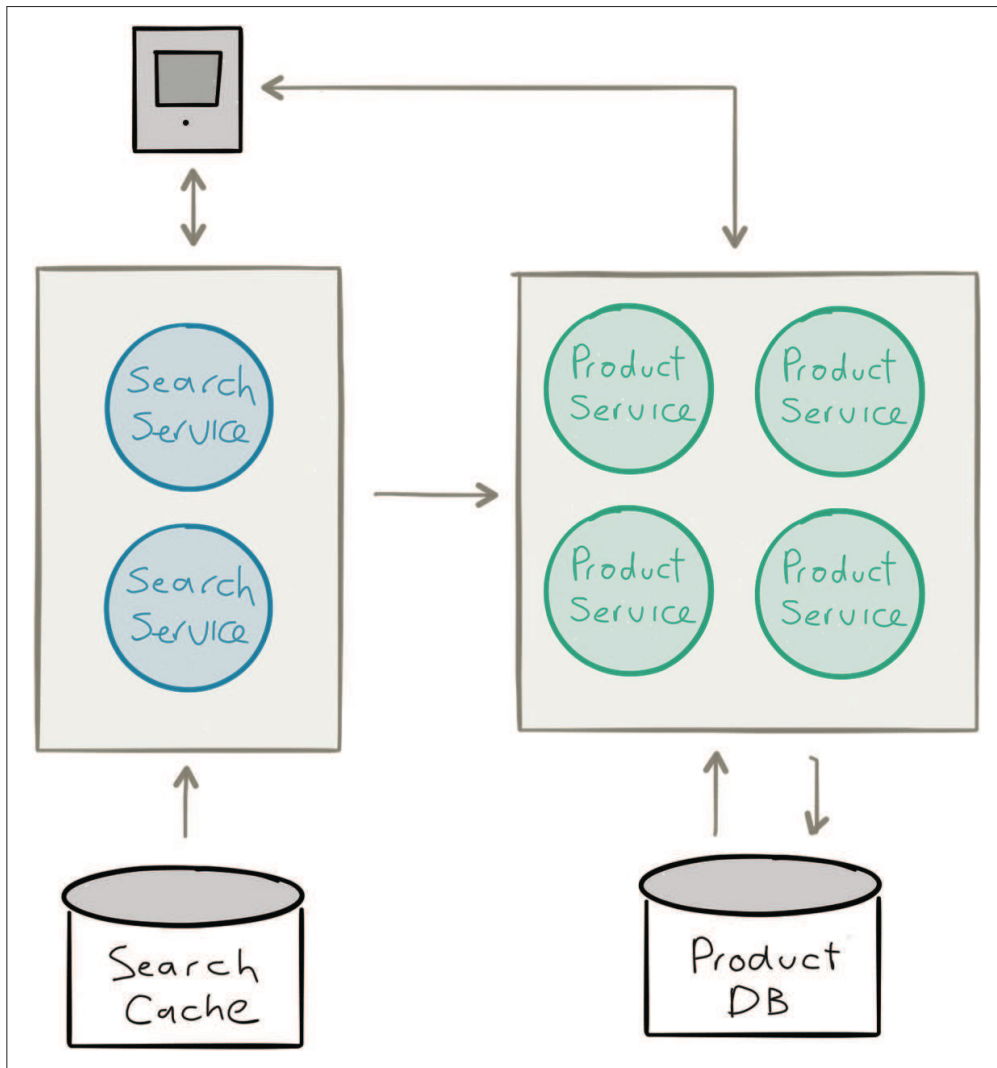 Search
Service
Search
Service
Product
Service
Product
Service
Product
Service
Product
Service
Search
Cache
Product
DB